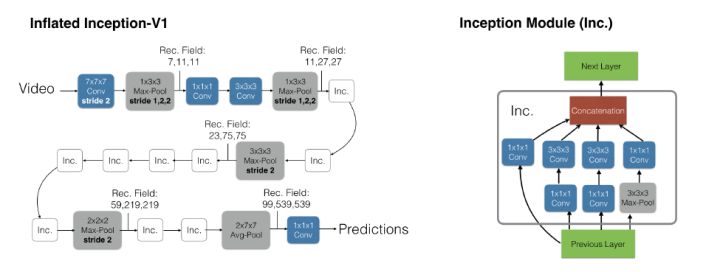 Inflated Inception-V1
Inception Module (Inc.)
Rec. Field:
7,11,11
Rec. Field:
11,27,27
Video
7x7x7
Conv
stride 2
1x3x3
Max-Pool
stride 1,2,2
1x1x1
Conv
3x3x3
Conv
1x3x3
Max-Pool
stride 1,2,2
Inc.
Rec. Field:
23,75,75
Inc.
Inc.
Inc.
Inc.
Inc.
3x3x3
Max-Pool
stride 2
Inc.
Rec. Field:
59,219,219
Rec. Field:
99,539,539
Inc.
2x2x2
Max-Pool
stride 2
Inc.
Inc.
2x7x7
Avg-Pool
1x1x1
Conv
Predictions
Next Layer
Inc.
Concatenation
1x1x1
Conv
3x3x3
Conv
3x3x3
Conv
1x1x1
Conv
1x1x1
Conv
1x1x1
Conv
3x3x3
Max-Pool
Previous Layer